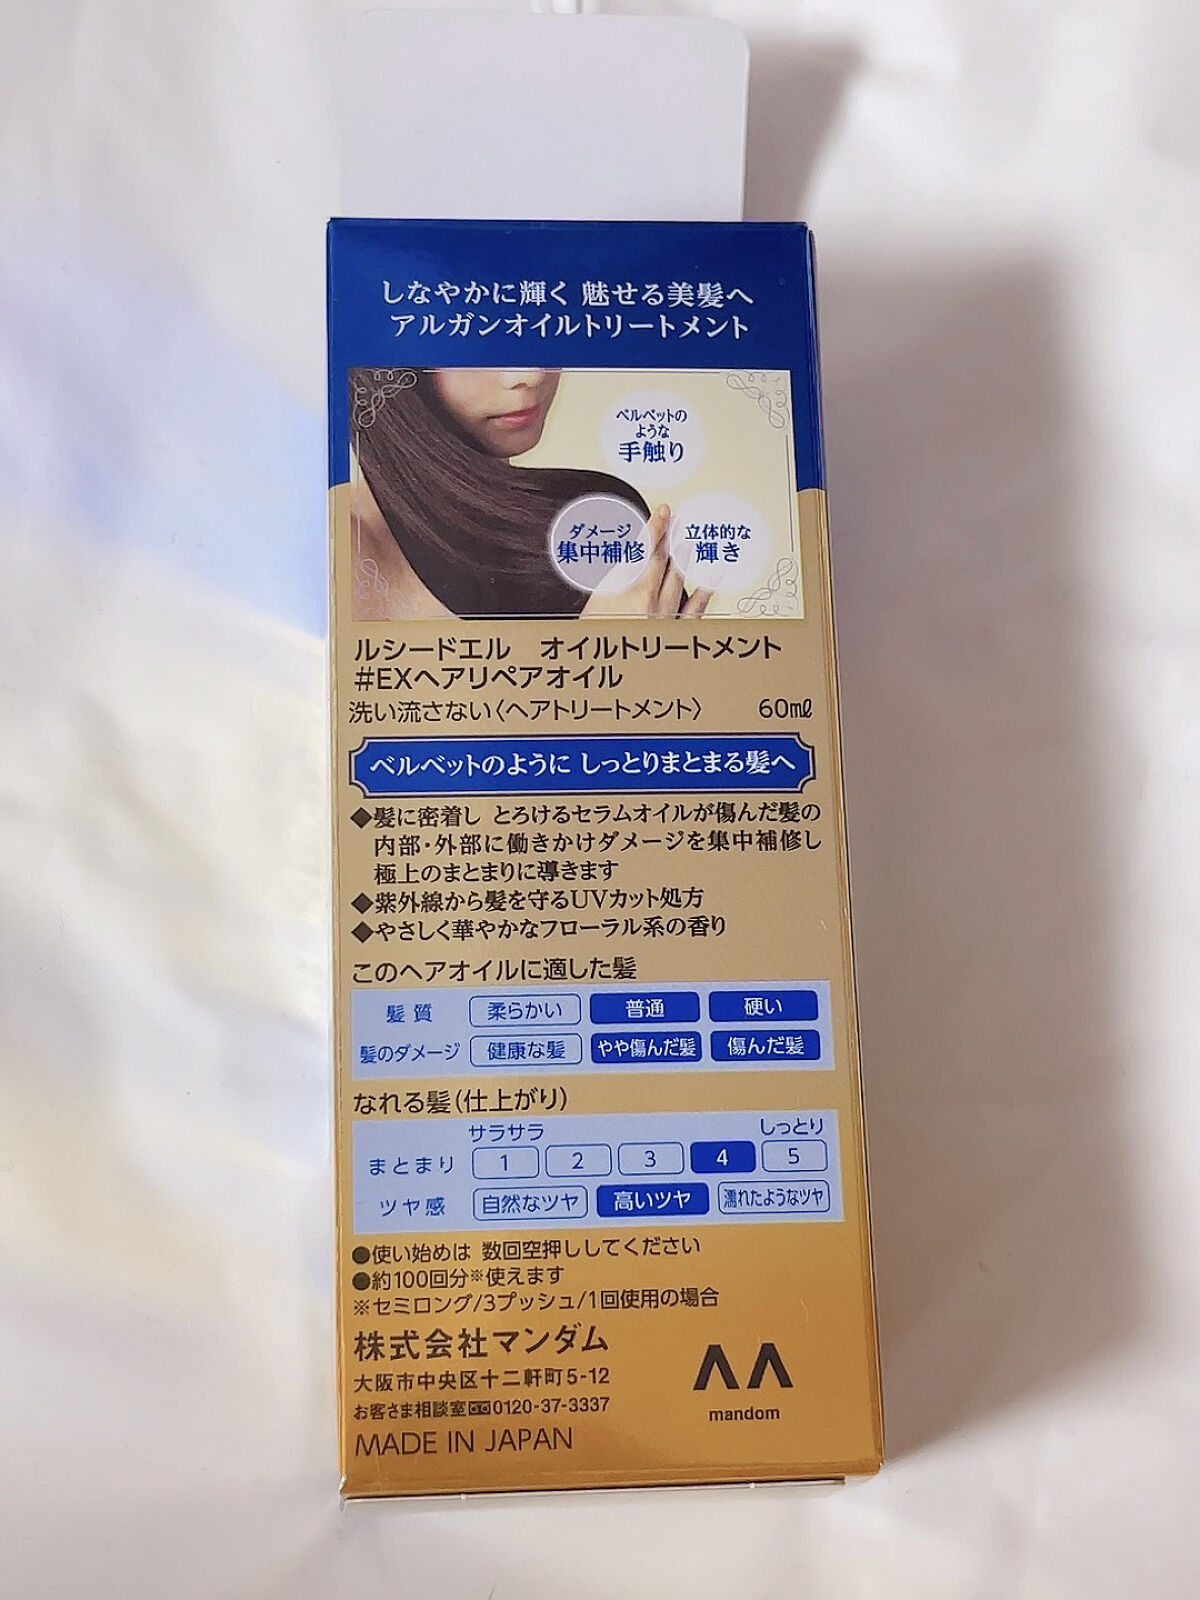 しなやかに輝く 魅せる美髪へ
アルガンオイルトリートメント
ベルベットの
ような
手触り
ダメージ
集中補修
立体的な
輝き
ルシードエル　オイルトリートメント
#EXヘアリペアオイル
洗い流さない〈ヘアトリートメント〉　60mℓ
ベルベットのように しっとりまとまる髪へ
◆髪に密着し とろけるセラムオイルが傷んだ髪の
内部・外部に働きかけダメージを集中補修し
極上のまとまりに導きます
◆紫外線から髪を守るUVカット処方
◆やさしく華やかなフローラル系の香り
このヘアオイルに適した髪
髪質 柔らかい 普通 硬い
髪のダメージ 健康な髪 やや傷んだ髪 傷んだ髪
なれる髪(仕上がり)
サラサラ しっとり
まとまり 1 2 3 4 5
ツヤ感 自然なツヤ 高いツヤ 濡れたようなツヤ
●使い始めは 数回空押ししてください
●約100回分※使えます
※セミロング/3プッシュ/1回使用の場合
株式会社マンダム
大阪市中央区十二軒町5-12
お客さま相談室 0120-37-3337
MADE IN JAPAN
mandom